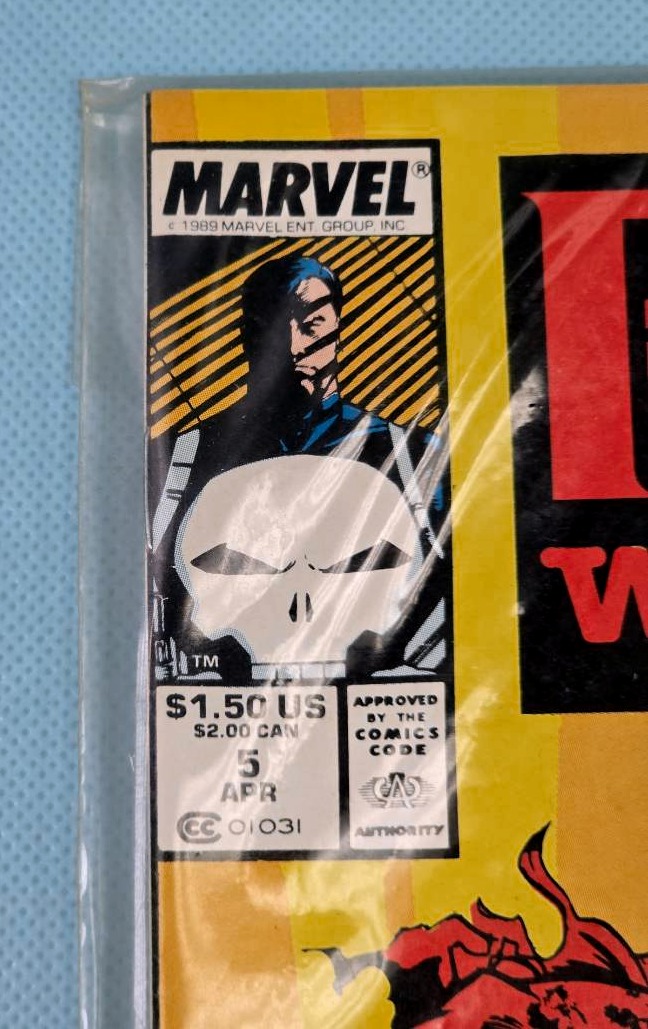 MARVEL®
© 1989 MARVEL ENT. GROUP, INC
TM
$1.50 US
$2.00 CAN
5
APR
CC 01031
APPROVED
BY THE
COMICS
CODE
CA
AUTHORITY
W